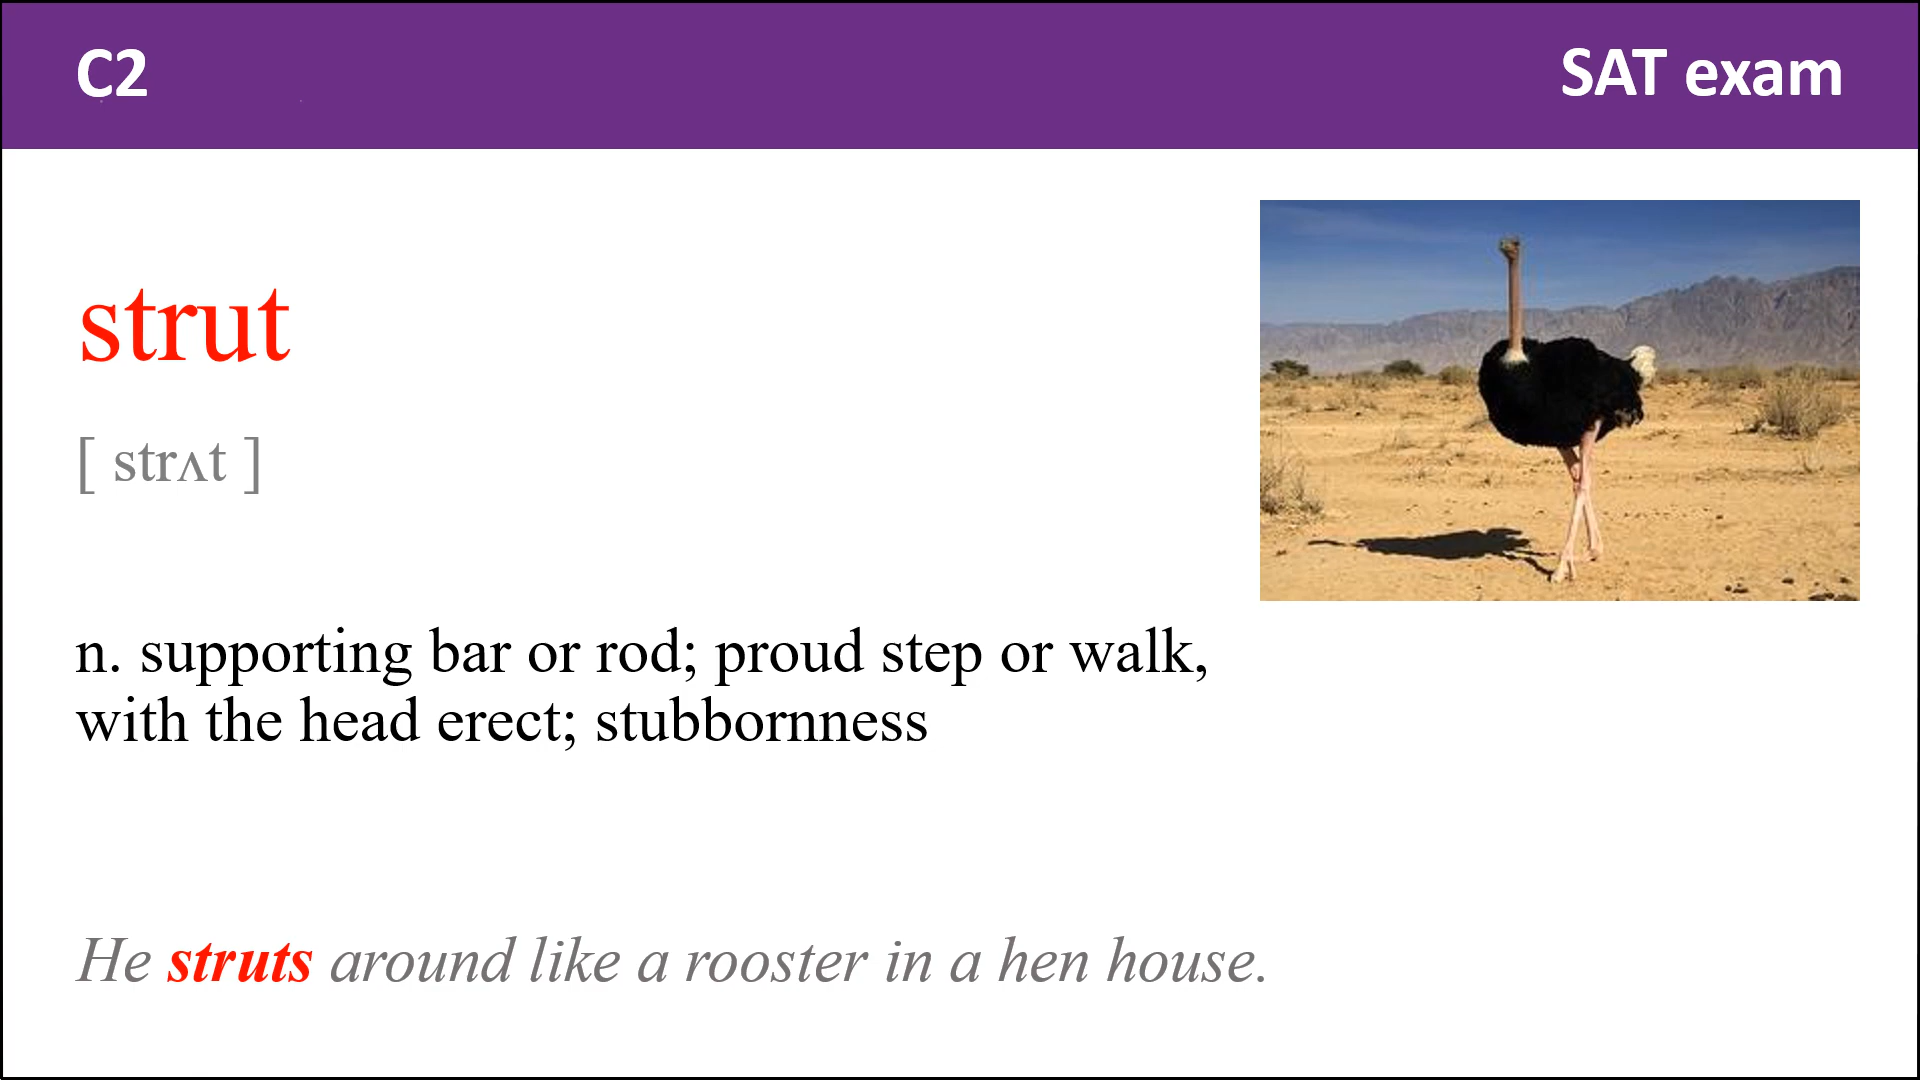 C2
SAT exam
strut
[ strʌt ]
n. supporting bar or rod; proud step or walk,
with the head erect; stubbornness
He struts around like a rooster in a hen house.